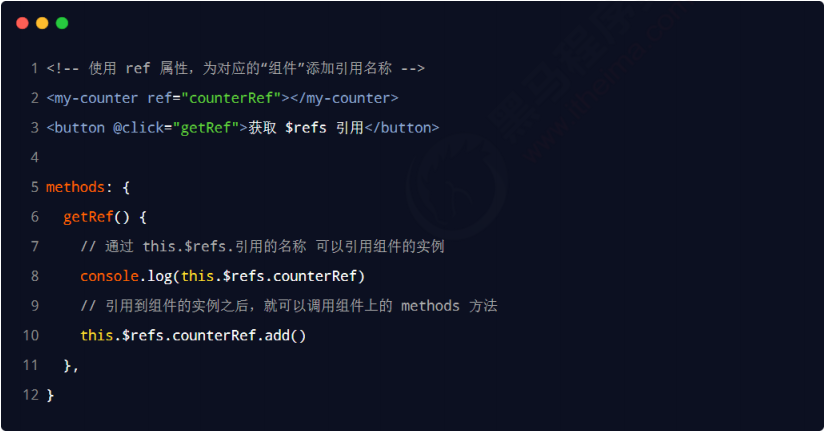 1 <!-- 使用 ref 属性，为对应的“组件”添加引用名称 -->
2 <my-counter ref="counterRef"></my-counter>
3 <button @click="getRef">获取 $refs 引用</button>
4
5 methods: {
6   getRef() {
7     // 通过 this.$refs.引用的名称 可以引用组件的实例
8     console.log(this.$refs.counterRef)
9     // 引用到组件的实例之后，就可以调用组件上的 methods 方法
10     this.$refs.counterRef.add()
11   },
12 }